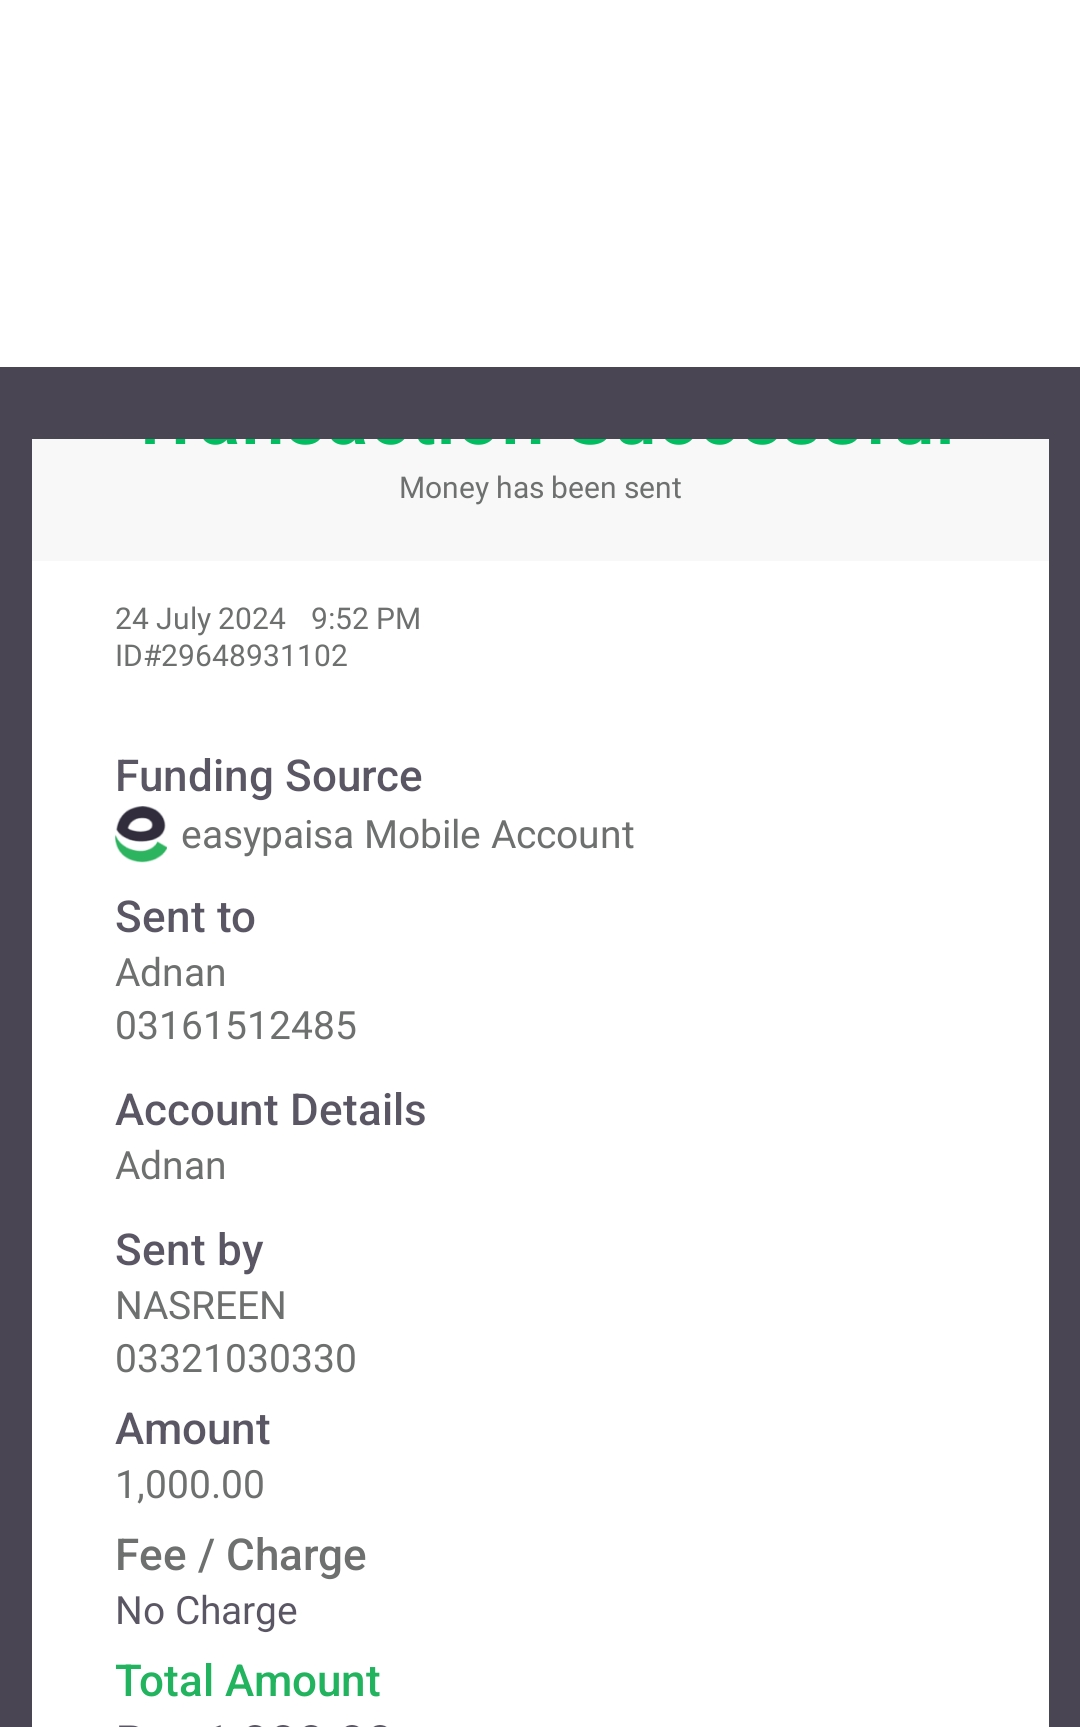 Transaction Successful
Money has been sent
24 July 2024 9:52 PM
ID#29648931102
Funding Source
easypaisa Mobile Account
Sent to
Adnan
03161512485
Account Details
Adnan
Sent by
NASREEN
03321030330
Amount
1,000.00
Fee / Charge
No Charge
Total Amount